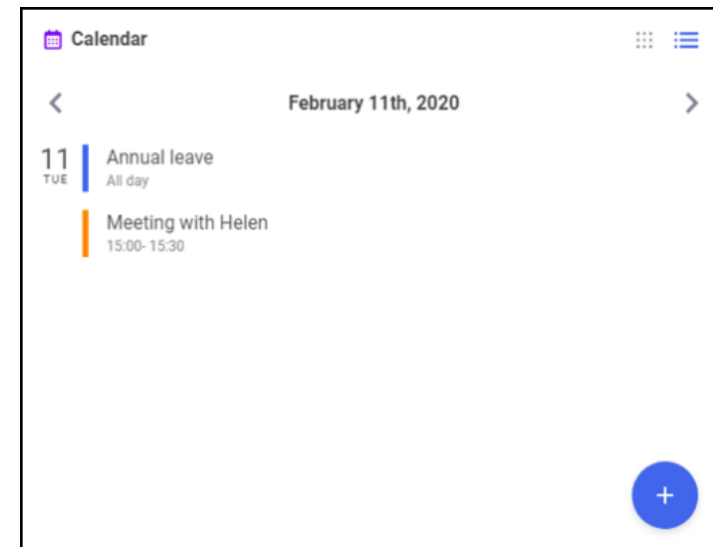 Calendar
February 11th, 2020
11
TUE
Annual leave
All day
Meeting with Helen
15:00- 15:30
+